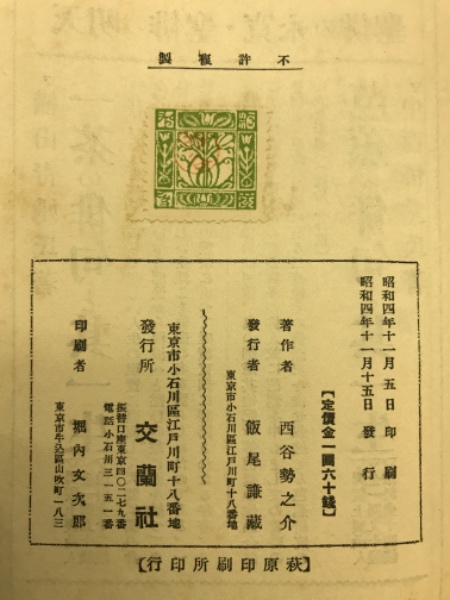 不許複製
昭和四年十一月五日印刷
昭和四年十一月十五日發行
【定價金一圓六十錢】
著作者 西谷勢之介
發行者 飯尾謙藏
東京市小石川區江戸川町十八番地
東京市小石川區江戸川町十八番地
發行所 交蘭社
振替口座東京四〇二七九番
電話小石川三一五一番
印刷者 堀內文次郎
東京市牛込區山吹町一八三
【萩原印刷所印行】